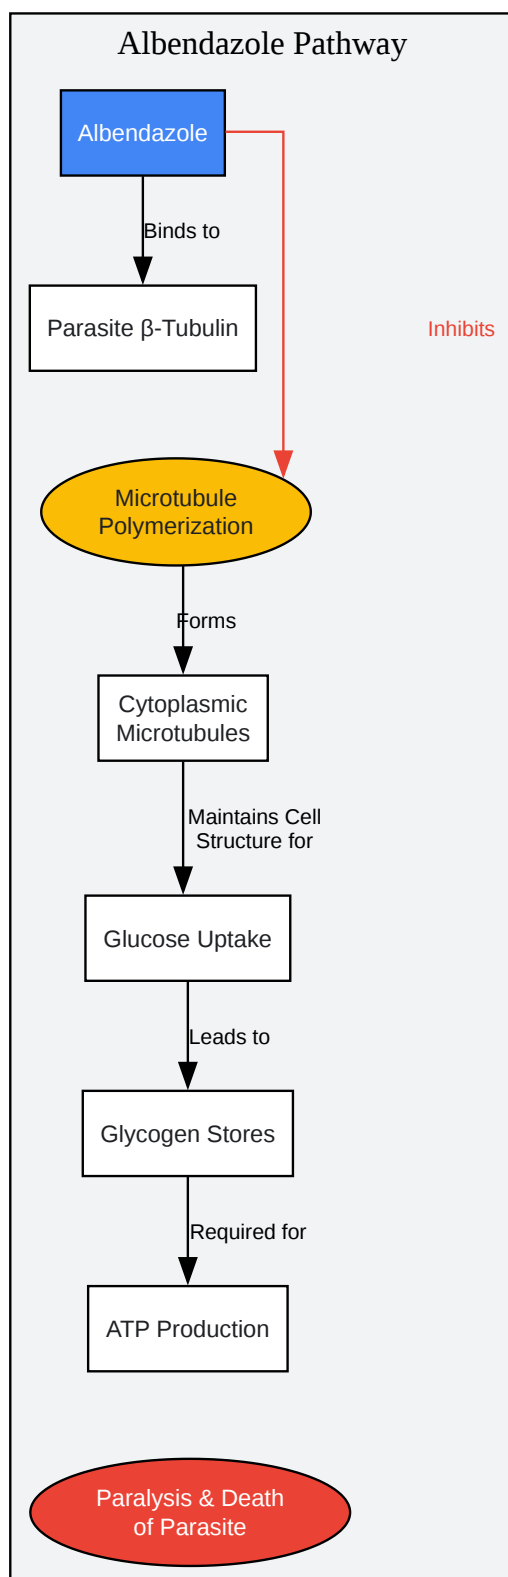 Albendazole Pathway
Albendazole
Binds to
Parasite β-Tubulin
Inhibits
Microtubule
Polymerization
Forms
Cytoplasmic
Microtubules
Maintains Cell
Structure for
Glucose Uptake
Leads to
Glycogen Stores
Required for
ATP Production
Paralysis & Death
of Parasite